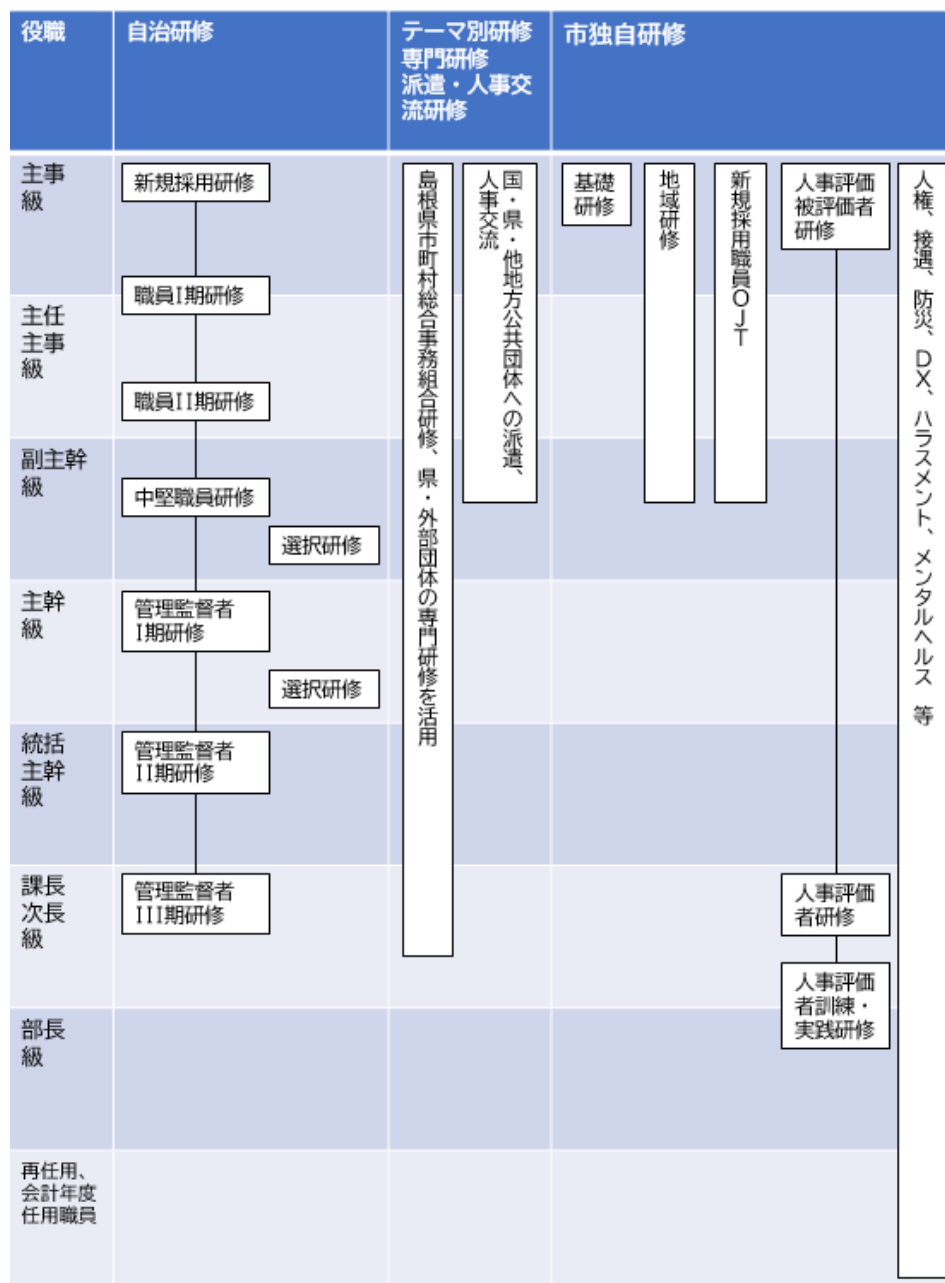 役職
自治研修
テーマ別研修
専門研修
派遣・人事交
流研修
市独自研修
主事
級
新規採用研修
島根県市町村総合事務組合研修、県・外部団体の専門研修を活用
国・県・他地方公共団体への派遣、
人事交流
基礎
研修
地域研修
新規採用職員OJT
人事評価
被評価者
研修
人権、接遇、防災、DX、ハラスメント、メンタルヘルス 等
職員I期研修
主任
主事
級
職員II期研修
副主幹
級
中堅職員研修
選択研修
主幹
級
管理監督者
I期研修
選択研修
統括
主幹
級
管理監督者
II期研修
課長
次長
級
管理監督者
III期研修
人事評価
者研修
人事評価
者訓練・
実践研修
部長
級
再任用、
会計年度
任用職員